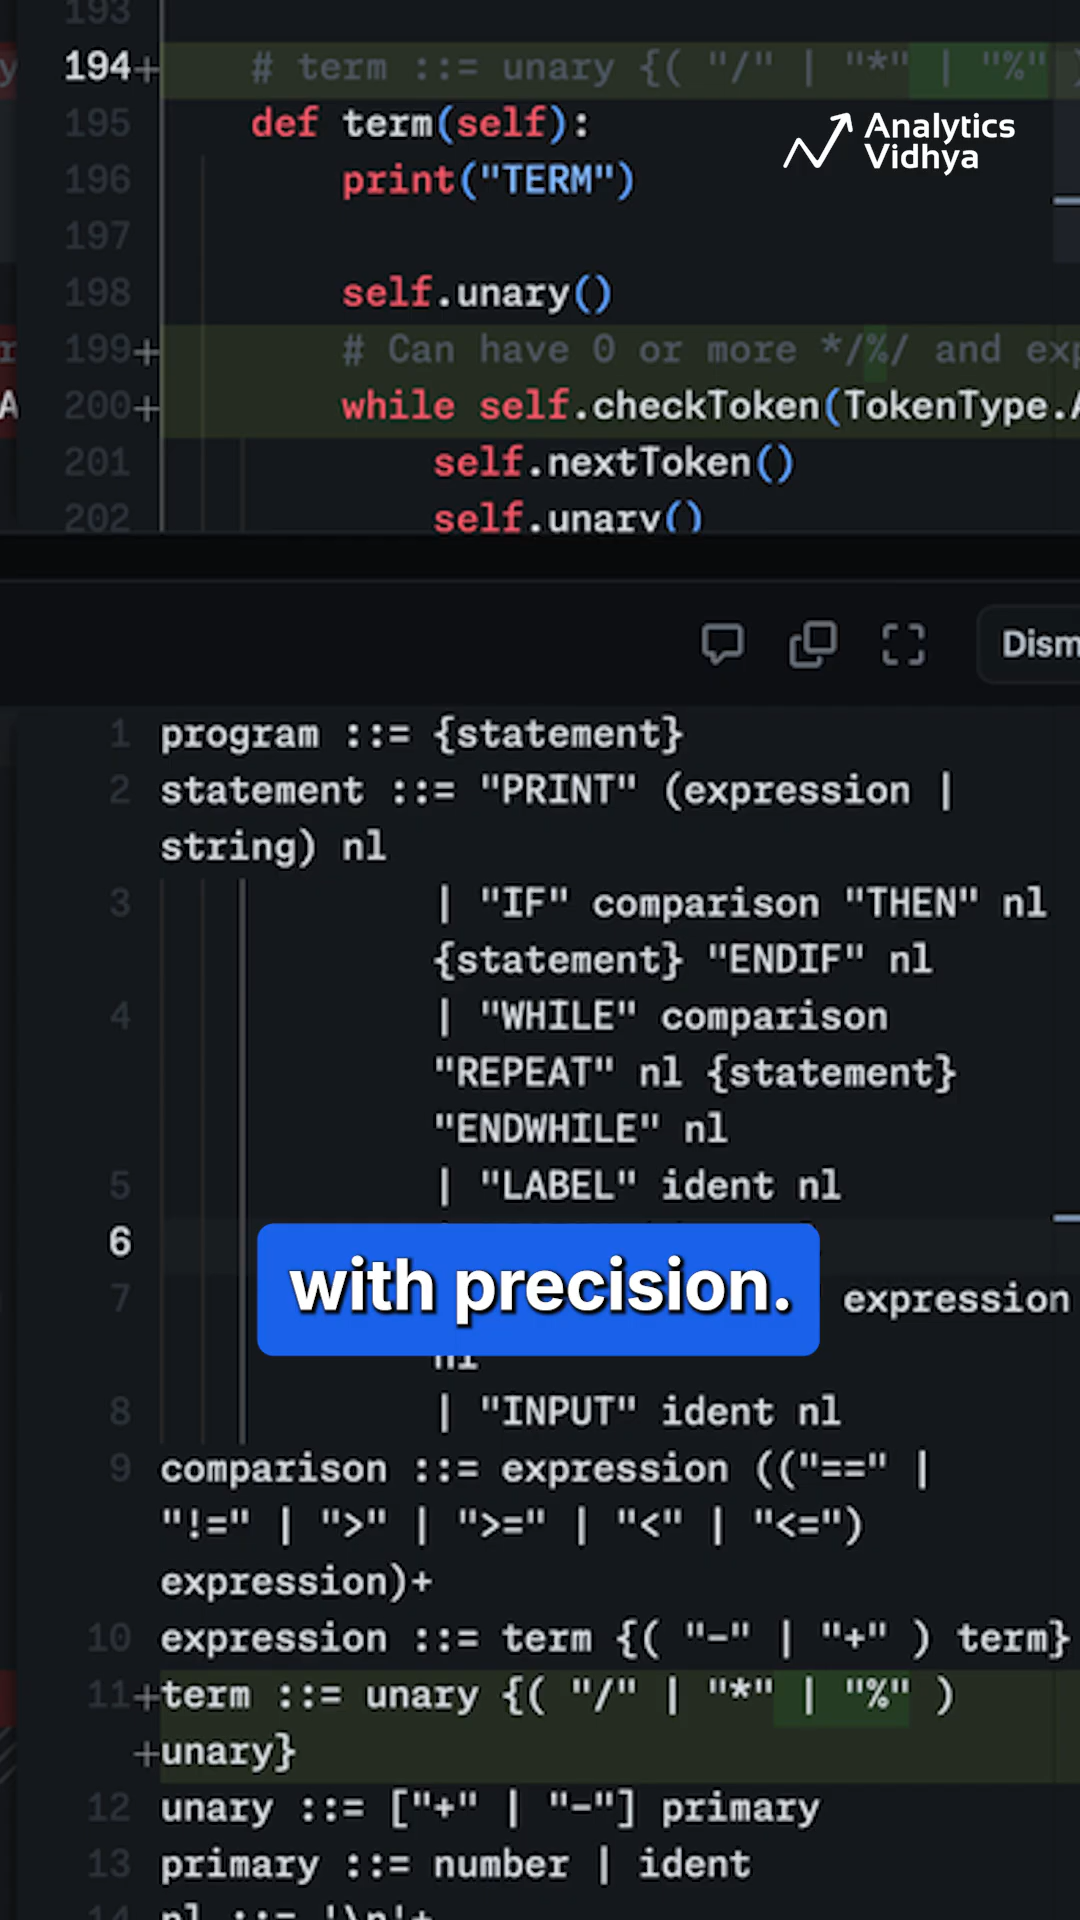 193
194+ # term ::= unary {( "/" | "*" | "%" )
195 def term(self):
196 print("TERM")
Analytics
Vidhya
197
198 self.unary()
199+ # Can have 0 or more *// and exp
200+ while self.checkToken(TokenType.A
201 self.nextToken()
202 self.unary()
Dism
1 program ::= {statement}
2 statement ::= "PRINT" (expression |
string) nl
3 | "IF" comparison "THEN" nl
{statement} "ENDIF" nl
4 | "WHILE" comparison
"REPEAT" nl {statement}
"ENDWHILE" nl
5 | "LABEL" ident nl
6
with precision.
7 expression
nl
8 | "INPUT" ident nl
9 comparison ::= expression (("==" |
"!=" | ">" | ">=" | "<" | "<=")
expression)+
10 expression ::= term {( "-" | "+" ) term}
11+term ::= unary {( "/" | "*" | "%" )
+unary}
12 unary ::= ["+" | "-"] primary
13 primary ::= number | ident
14 nl ::= '\n'+